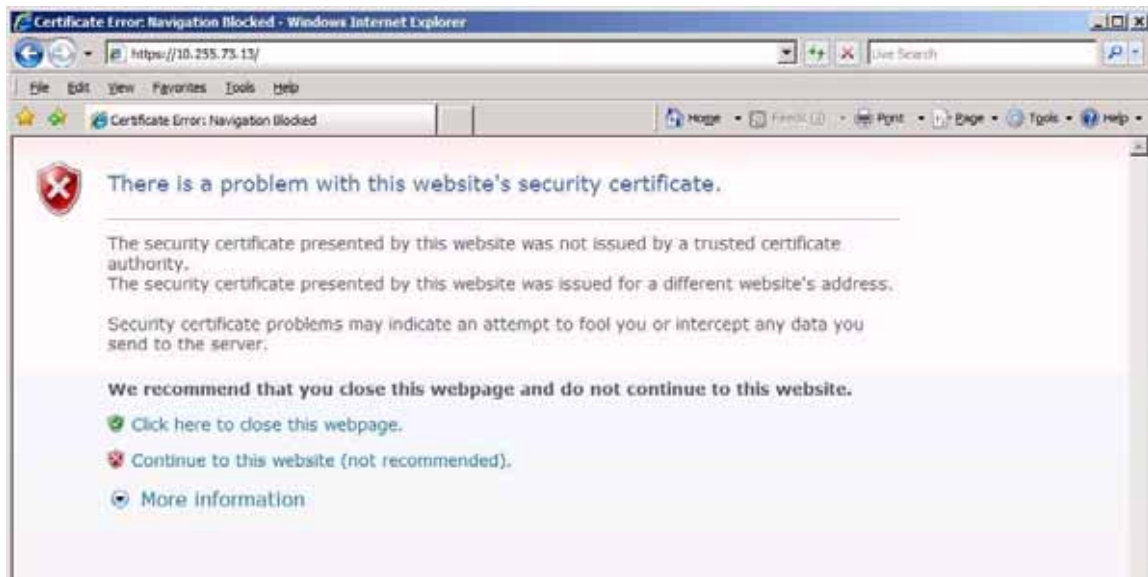 Certificate Error: Navigation Blocked - Windows Internet Explorer
https://10.255.73.13/
Live Search
File Edit View Favorites Tools Help
Certificate Error: Navigation Blocked
Home Feeds (J) Print Page Tools Help
There is a problem with this website's security certificate.
The security certificate presented by this website was not issued by a trusted certificate
authority.
The security certificate presented by this website was issued for a different website's address.
Security certificate problems may indicate an attempt to fool you or intercept any data you
send to the server.
We recommend that you close this webpage and do not continue to this website.
Click here to close this webpage.
Continue to this website (not recommended).
More information